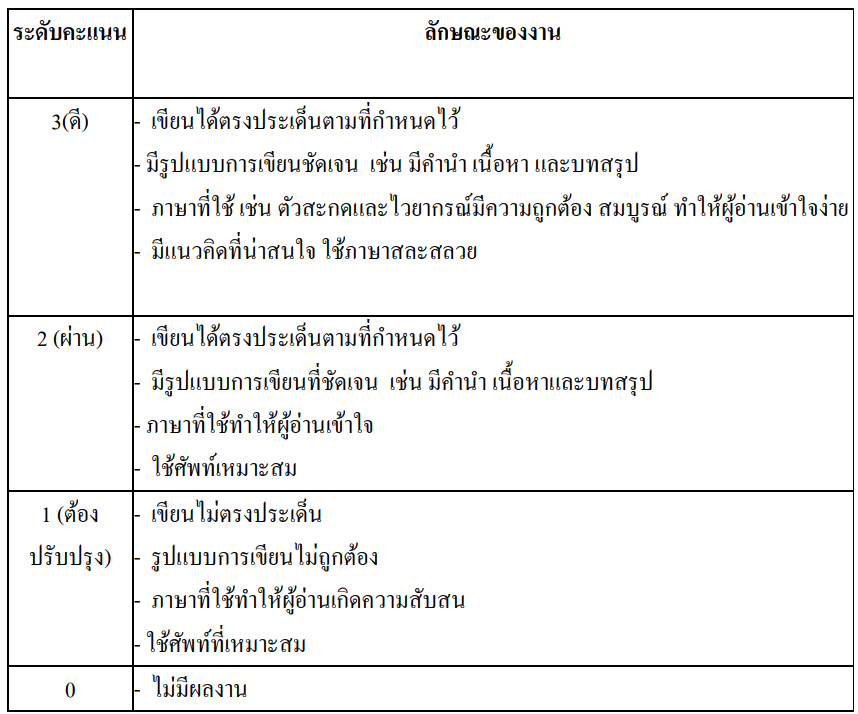 ระดับคะแนน ลักษณะของงาน
3(ดี) - เขียนได้ตรงประเด็นตามที่กำหนดไว้
- มีรูปแบบการเขียนชัดเจน เช่น มีคำนำ เนื้อหา และบทสรุป
- ภาษาที่ใช้ เช่น ตัวสะกดและไวยากรณ์มีความถูกต้อง สมบูรณ์ ทำให้ผู้อ่านเข้าใจง่าย
- มีแนวคิดที่น่าสนใจ ใช้ภาษาสละสลวย
2 (ผ่าน) - เขียนได้ตรงประเด็นตามที่กำหนดไว้
- มีรูปแบบการเขียนที่ชัดเจน เช่น มีคำนำ เนื้อหาและบทสรุป
- ภาษาที่ใช้ทำให้ผู้อ่านเข้าใจ
- ใช้ศัพท์เหมาะสม
1 (ต้อง - เขียนไม่ตรงประเด็น
ปรับปรุง) - รูปแบบการเขียนไม่ถูกต้อง
- ภาษาที่ใช้ทำให้ผู้อ่านเกิดความสับสน
- ใช้ศัพท์ที่เหมาะสม
0 - ไม่มีผลงาน